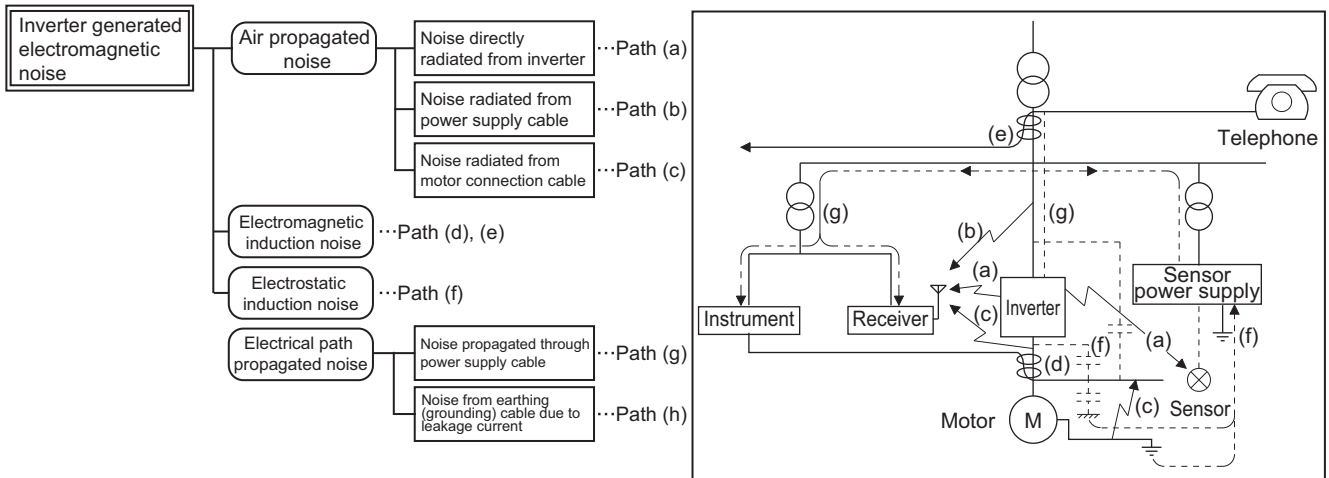 Inverter generated
electromagnetic
noise
Air propagated
noise
Noise directly
radiated from inverter
···Path (a)
Noise radiated from
power supply cable
···Path (b)
Noise radiated from
motor connection cable
···Path (c)
Electromagnetic
induction noise
···Path (d), (e)
Electrostatic
induction noise
···Path (f)
Electrical path
propagated noise
Noise propagated through
power supply cable
···Path (g)
Noise from earthing
(grounding) cable due to
leakage current
···Path (h)
Telephone
(e)
(g)
(g)
(b)
(a)
(c)
Instrument
Receiver
Inverter
Sensor
power supply
(f)
(a)
(f)
(d)
(c)
Sensor
Motor
M